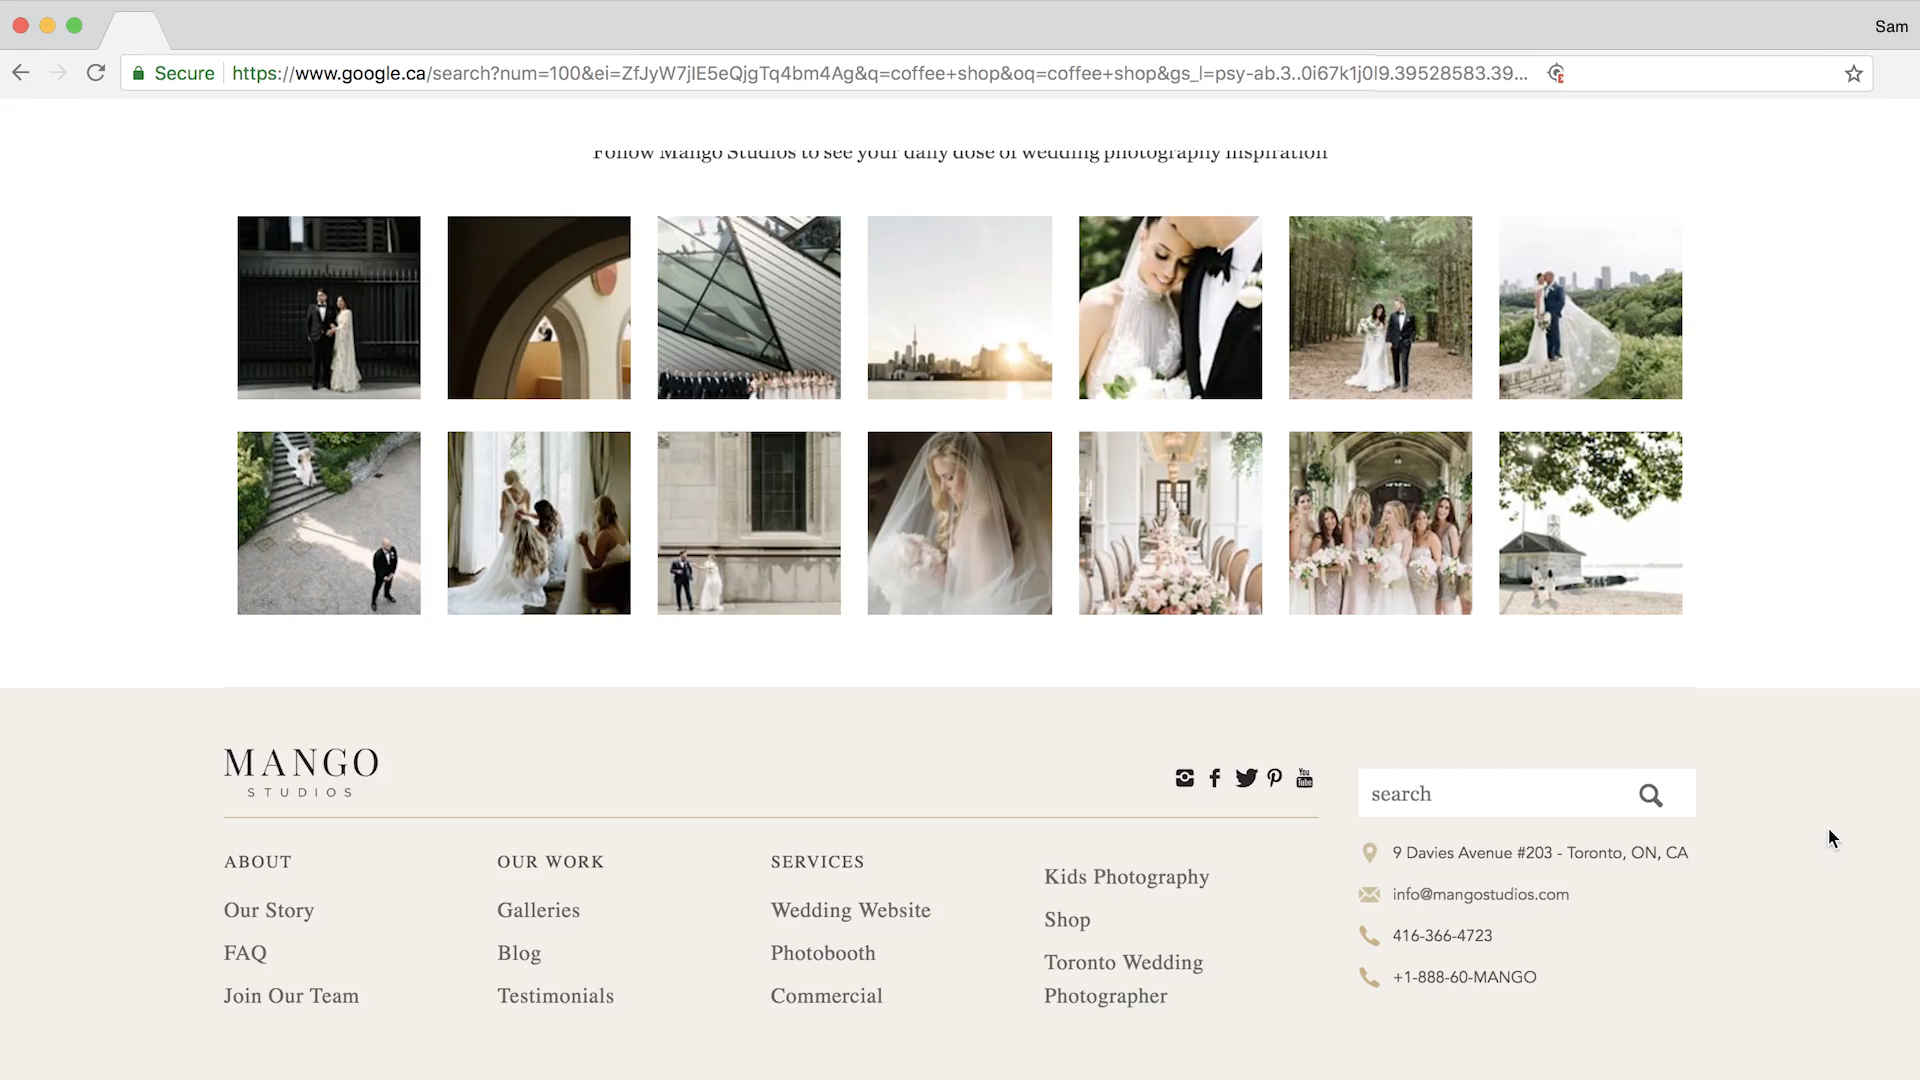 Sam
Secure
https://www.google.ca/search?num=100&ei=ZfJyW7jIE5eQjgTq4bm4Ag&q=coffee+shop&oq=coffee+shop&gs_l=psy-ab.3..0i67k1j0l9.39528583.39...
Follow Mango Studios to see your daily dose of wedding photography inspiration
MANGO
STUDIOS
You
Tube
search
ABOUT
Our Story
FAQ
Join Our Team
OUR WORK
Galleries
Blog
Testimonials
SERVICES
Wedding Website
Photobooth
Commercial
Kids Photography
Shop
Toronto Wedding
Photographer
9 Davies Avenue #203 - Toronto, ON, CA
info@mangostudios.com
416-366-4723
+1-888-60-MANGO